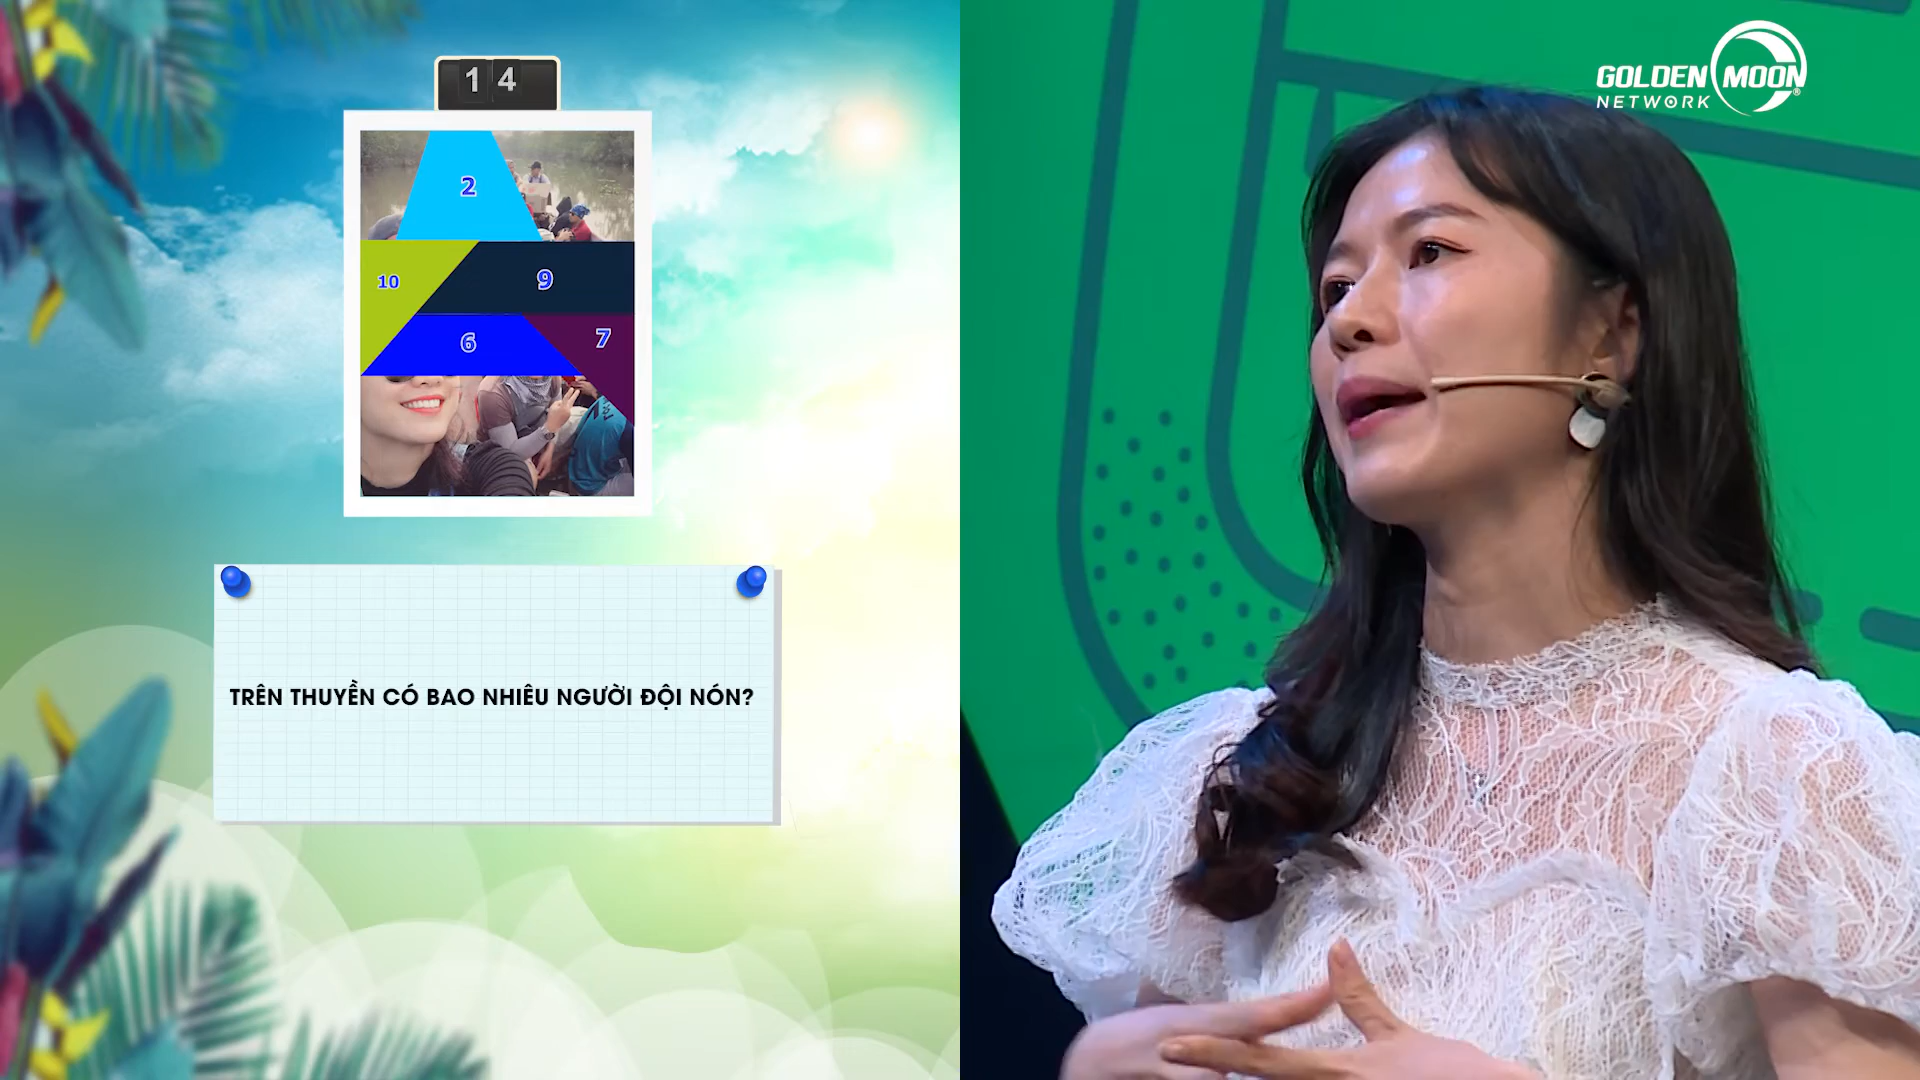 14
2
10
9
6
7
TRÊN THUYỀN CÓ BAO NHIÊU NGƯỜI ĐỘI NÓN?
GOLDEN MOON
NETWORK